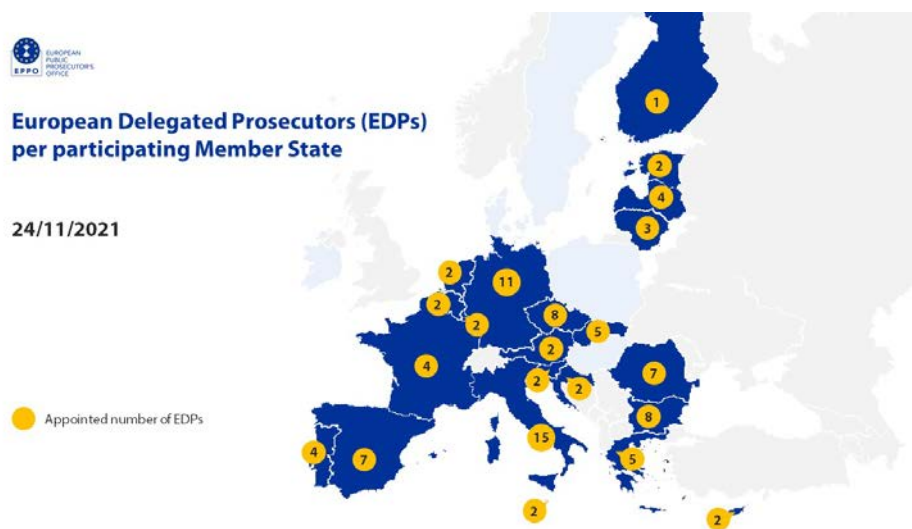 EUROPEAN
PUBLIC
PROSECUTOR'S
OFFICE
EPPO
European Delegated Prosecutors (EDPs)
per participating Member State
24/11/2021
1
2
4
3
2
11
2
8
2
5
2
4
7
2
2
8
15
4
7
5
2
2
Appointed number of EDPs